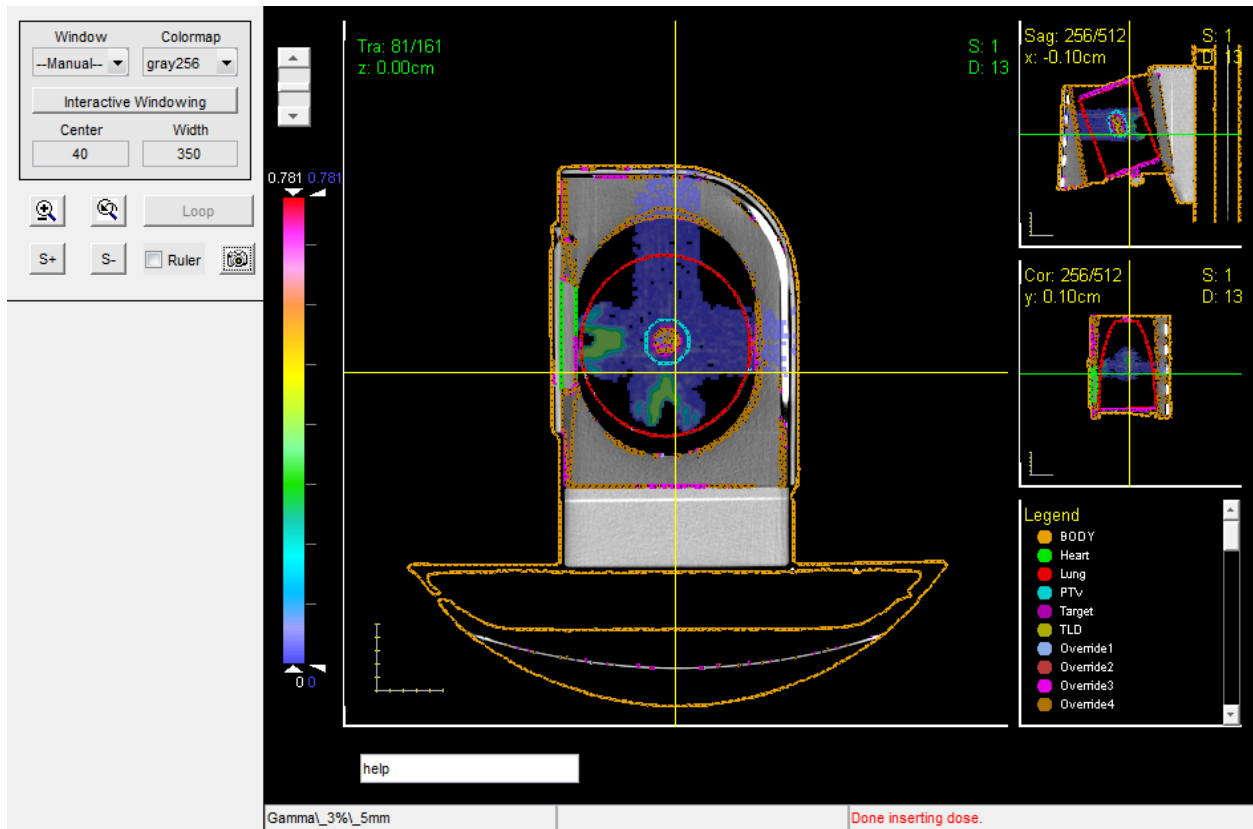 Window
Colormap
--Manual--
gray256
Interactive Windowing
Center
Width
40
350
Loop
S+
S-
Ruler
0.781 0.781
0 0
Tra: 81/161
z: 0.00cm
S: 1
D: 13
Sag: 256/512
x: -0.10cm
S: 1
D: 13
Cor: 256/512
y: 0.10cm
S: 1
D: 13
Legend
BODY
Heart
Lung
PTv
Target
TLD
Override1
Override2
Override3
Override4
help
Gamma\_3%\_5mm
Done inserting dose.